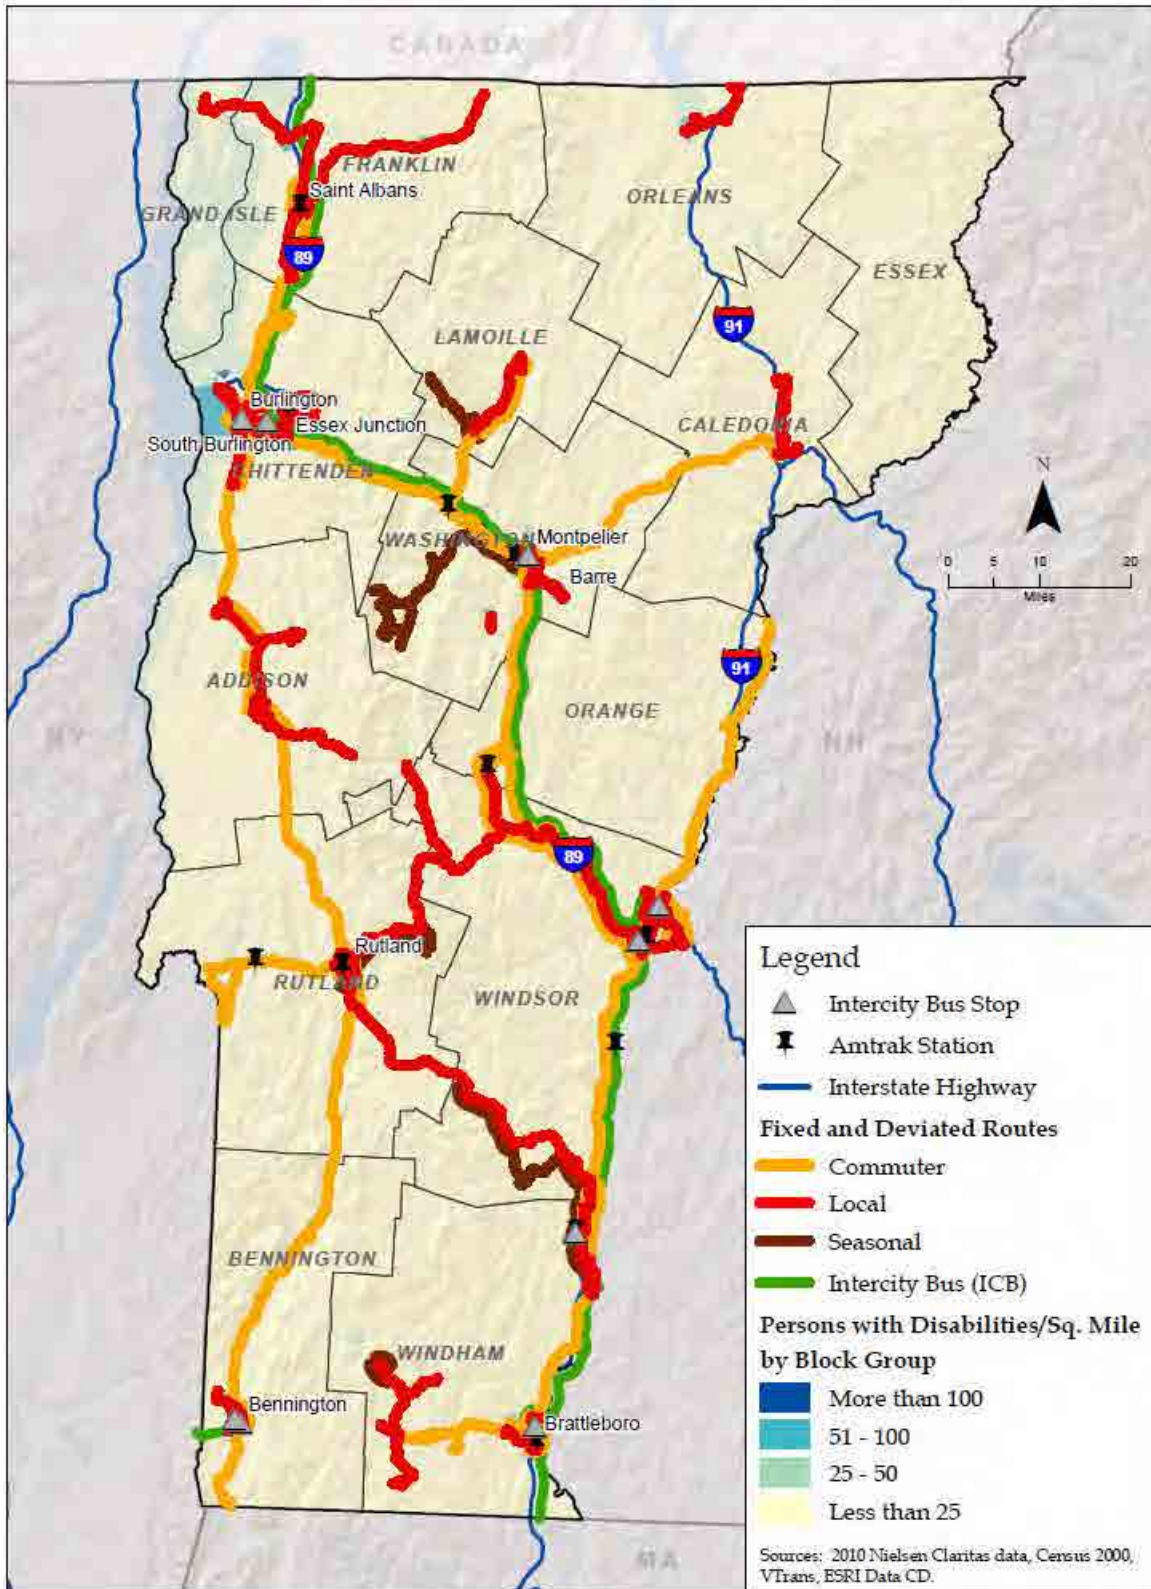 CANADA
FRANKLIN
Saint Albans
ORLEANS
GRAND ISLE
89
ESSEX
91
LAMOILLE
Burlington
Essex Junction
CALEDONIA
South Burlington
CHITTENDEN
N
WASHINGTON
Montpelier
0 5 10 20
Miles
Barre
91
ADDISON
ORANGE
NY
NH
89
Rutland
RUTLAND
WINDSOR
BENNINGTON
WINDHAM
Bennington
Brattleboro
MA
Legend
Intercity Bus Stop
Amtrak Station
Interstate Highway
Fixed and Deviated Routes
Commuter
Local
Seasonal
Intercity Bus (ICB)
Persons with Disabilities/Sq. Mile
by Block Group
More than 100
51 - 100
25 - 50
Less than 25
Sources: 2010 Nielsen Claritas data, Census 2000,
VTrans, ESRI Data CD.